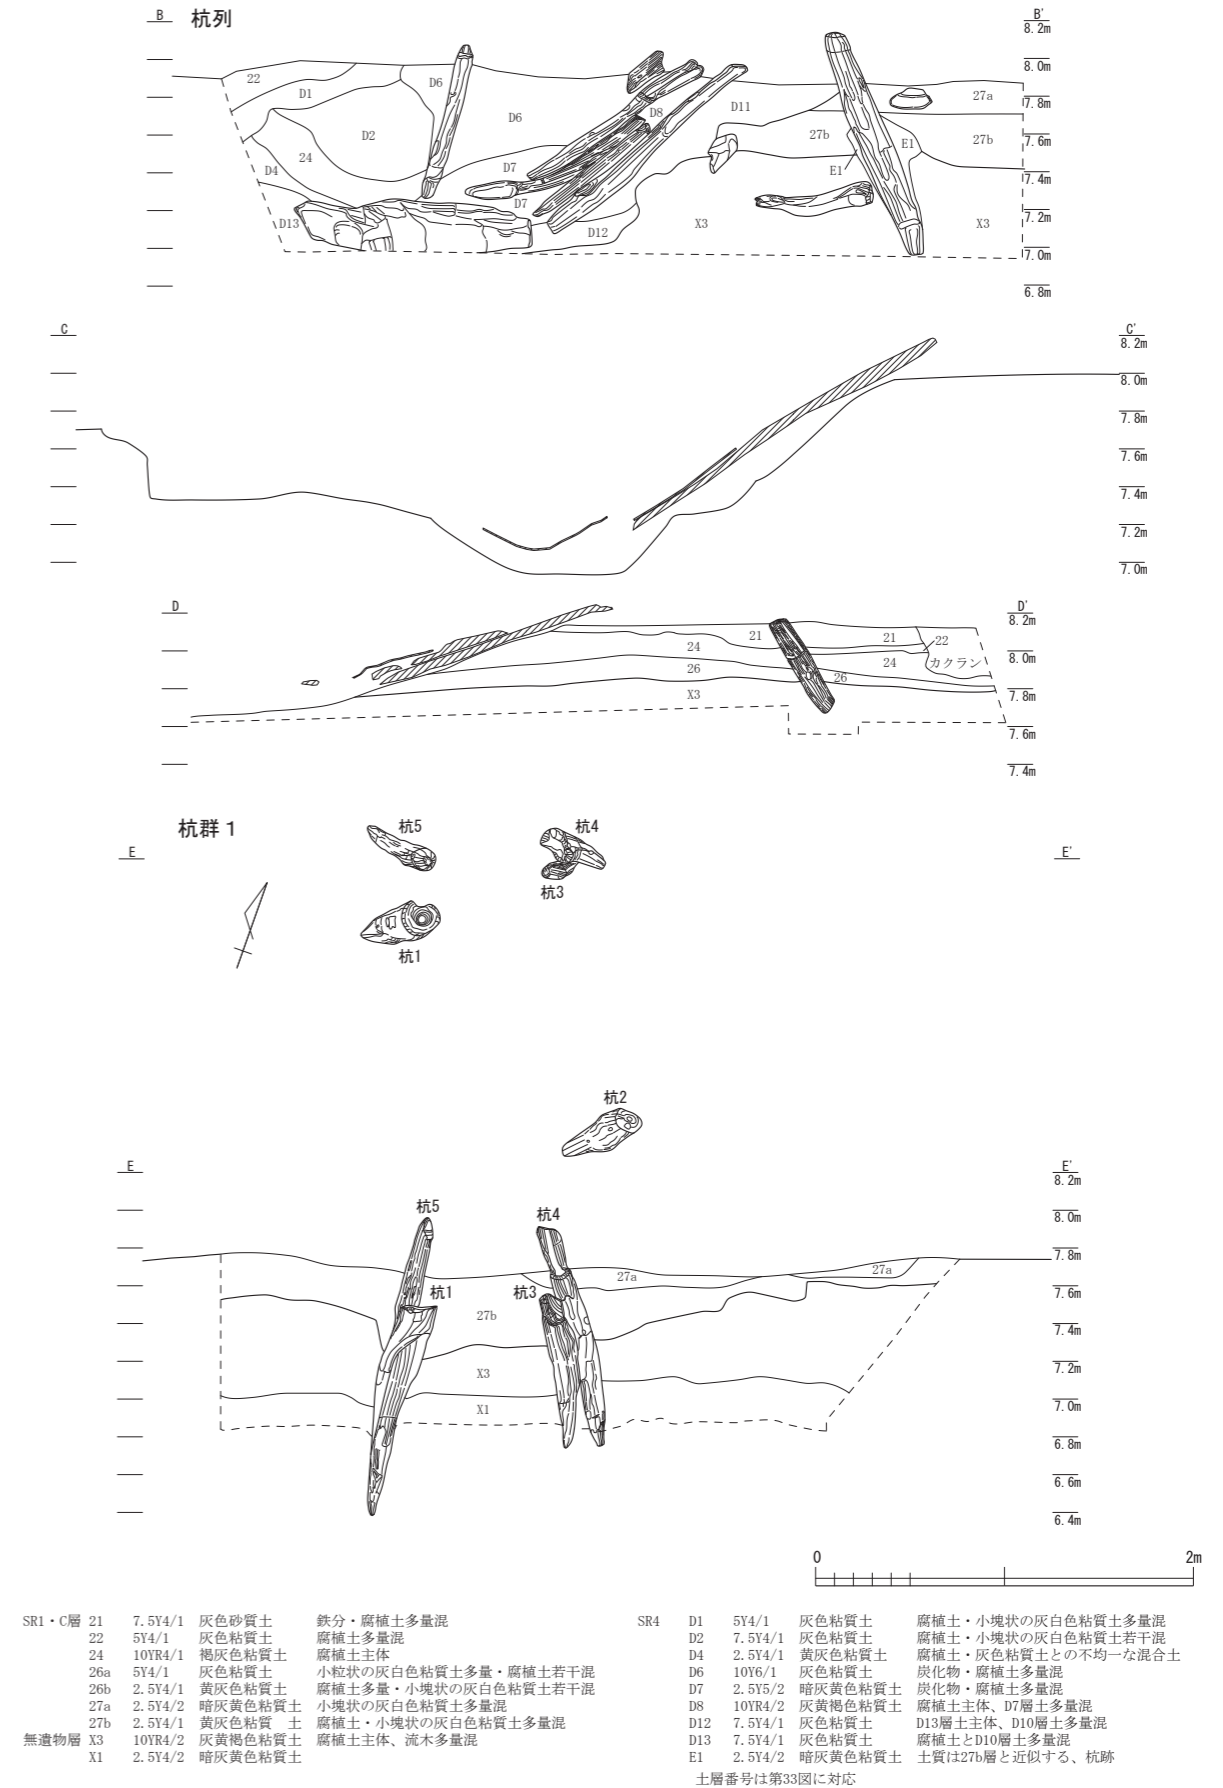 B 杭列 B'
8.2m
22 D6 8.0m
D1 D6 D8 D11 27a 7.8m
D2 27b E1 27b 7.6m
24 D4 D7 E1 7.4m
D7 7.2m
D13 D12 X3 X3
7.0m
6.8m
C C'
8.2m
8.0m
7.8m
7.6m
7.4m
7.2m
7.0m
D D'
8.2m
21 21 22
24 24 カクラン 8.0m
26 26
X3 7.8m
7.6m
7.4m
杭群1 杭5 杭4
E E'
杭3
杭1
杭2
E E'
8.2m
杭5 杭4 8.0m
7.8m
27a 27a
杭1 杭3 7.6m
27b
7.4m
X3 7.2m
X1 7.0m
6.8m
6.6m
6.4m
0 2m
SR1・C層 21 7.5Y4/1 灰色砂質土 鉄分・腐植土多量混
22 5Y4/1 灰色粘質土 腐植土多量混
24 10YR4/1 褐灰色粘質土 腐植土主体
26a 5Y4/1 灰色粘質土 小粒状の灰白色粘質土多量・腐植土若干混
26b 2.5Y4/1 黄灰色粘質土 腐植土多量・小塊状の灰白色粘質土若干混
27a 2.5Y4/2 暗灰黄色粘質土 小塊状の灰白色粘質土多量混
27b 2.5Y4/1 黄灰色粘質 土 腐植土・小塊状の灰白色粘質土多量混
無遺物層 X3 10YR4/2 灰黄褐色粘質土 腐植土主体、流木多量混
X1 2.5Y4/2 暗灰黄色粘質土
SR4 D1 5Y4/1 灰色粘質土 腐植土・小塊状の灰白色粘質土多量混
D2 7.5Y4/1 灰色粘質土 腐植土・小塊状の灰白色粘質土若干混
D4 2.5Y4/1 黄灰色粘質土 腐植土・灰色粘質土との不均一な混合土
D6 10Y6/1 灰色粘質土 炭化物・腐植土多量混
D7 2.5Y5/2 暗灰黄色粘質土 炭化物・腐植土多量混
D8 10YR4/2 灰黄褐色粘質土 腐植土主体、D7層土多量混
D12 7.5Y4/1 灰色粘質土 D13層土主体、D10層土多量混
D13 7.5Y4/1 灰色粘質土 腐植土とD10層土多量混
E1 2.5Y4/2 暗灰黄色粘質土 土質は27b層と近似する、杭跡
土層番号は第33図に対応